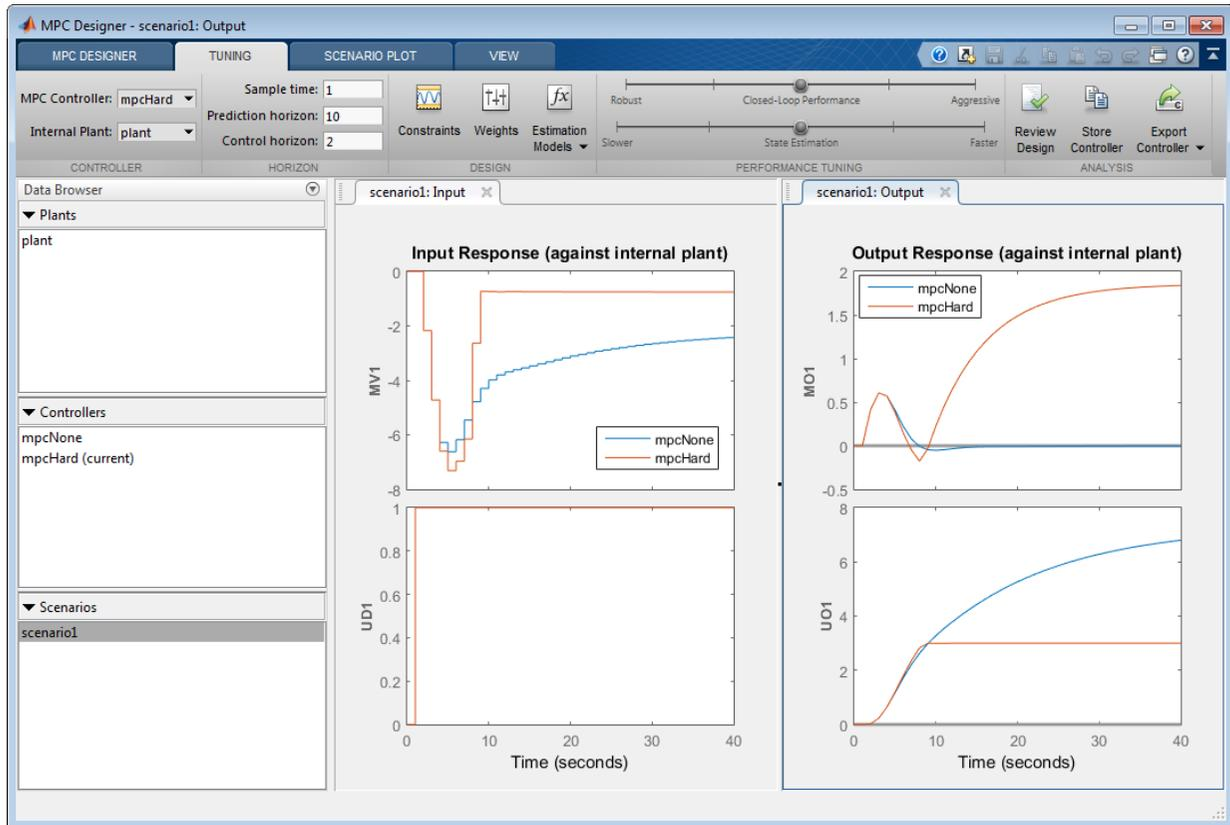 MPC Designer - scenario1: Output
MPC DESIGNER
TUNING
SCENARIO PLOT
VIEW
MPC Controller: mpcHard
Internal Plant: plant
CONTROLLER
Sample time: 1
Prediction horizon: 10
Control horizon: 2
HORIZON
Constraints
Weights
fx
Estimation
Models
DESIGN
Robust
Closed-Loop Performance
Aggressive
Slower
State Estimation
Faster
PERFORMANCE TUNING
Review
Design
Store
Controller
Export
Controller
ANALYSIS
Data Browser
Plants
plant
Controllers
mpcNone
mpcHard (current)
Scenarios
scenario1
scenario1: Input
Input Response (against internal plant)
0
-2
-4
-6
-8
MV1
mpcNone
mpcHard
1
0.8
0.6
0.4
0.2
0
UD1
0 10 20 30 40
Time (seconds)
scenario1: Output
Output Response (against internal plant)
2
1.5
1
0.5
0
-0.5
MO1
mpcNone
mpcHard
8
6
4
2
0
UO1
0 10 20 30 40
Time (seconds)